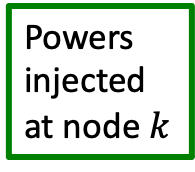 Powers
injected
at node k